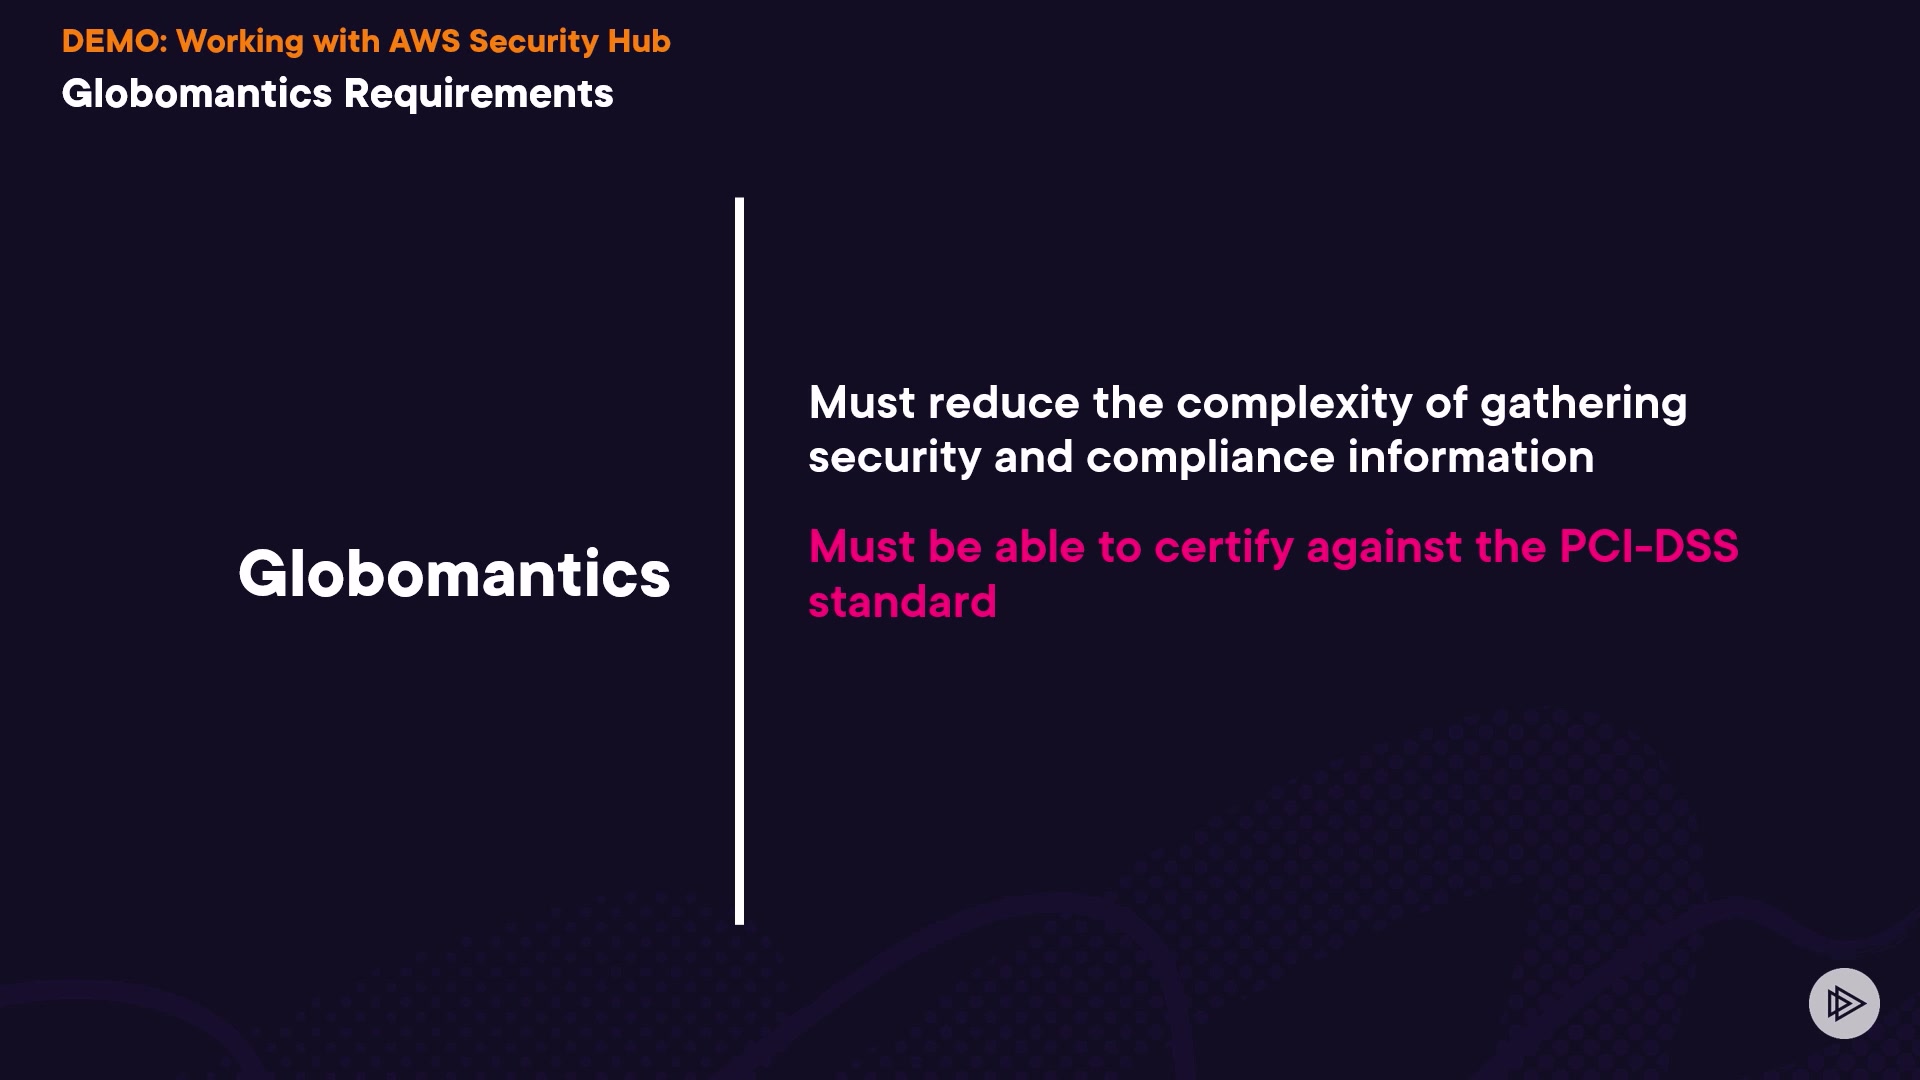 DEMO: Working with AWS Security Hub
Globomantics Requirements
Globomantics
Must reduce the complexity of gathering
security and compliance information
Must be able to certify against the PCI-DSS
standard